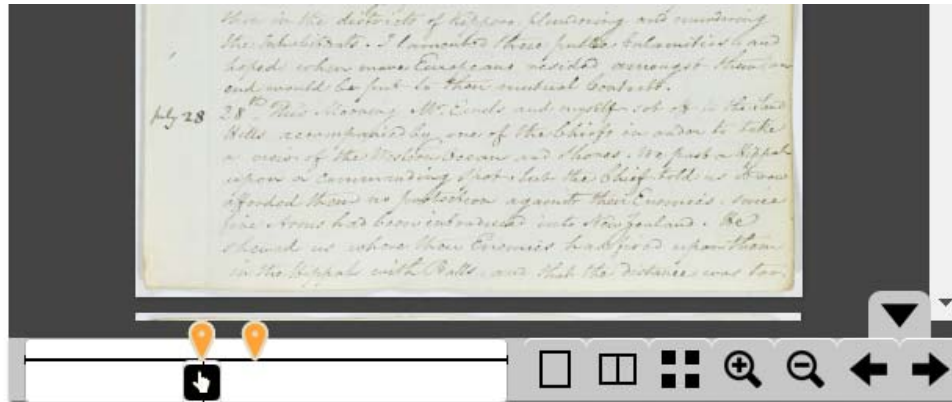 then in the districts of Kippara, plundering and murdering
the Inhabitants. I lamented these public Calamities, and
hoped when more Europeans resided amongst them an
end would be put to their mutual Contests.
July 28 28th. This Morning Mr. Ewels and myself set off to the Sand
Hills accompanied by one of the Chiefs in order to take
a view of the Western Ocean and Shores. We past a Hippah
upon a commanding spot, but the Chief told us it now
afforded them no protection against their Enemies, since
fire Arms had been introduced into New Zealand. He
shewed us where their Enemies had fired upon them
in the Hippah with Balls, and that the distance was too